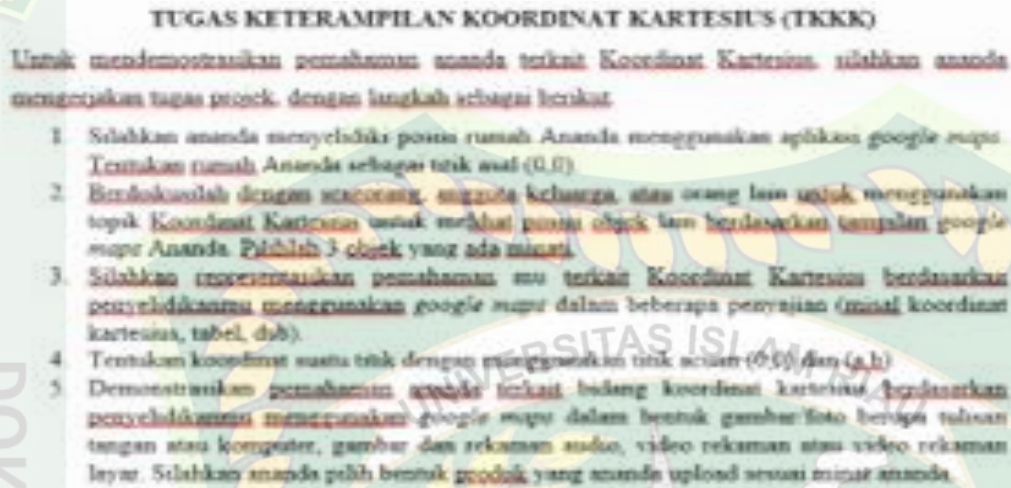 TUGAS KETERAMPILAN KOORDINAT KARTESIUS (TKKK)
Untuk mendemostrasikan pemahaman ananda terkait Koordinat Kartesius, silahkan ananda
mengerjakan tugas projek, dengan langkah sebagai berikut
1. Silahkan ananda menyelidiki posisi rumah Ananda menggunakan aplikasi google maps.
Tentukan rumah Ananda sebagai titik asal (0,0)
2. Berdiskusilah dengan seseorang, anggota keluarga, atau orang lain untuk menggunakan
topik Koordinat Kartesius untuk melihat posisi objek lain berdasarkan tampilan google
maps Ananda. Pilihlah 3 objek yang ada minati.
3. Silahkan representasikan pemahaman mu terkait Koordinat Kartesius berdasarkan
penyelidikanmu menggunakan google maps dalam beberapa penyajian (misal koordinat
kartesius, tabel, dsb).
4. Tentukan koordinat suatu titik dengan menggunakan titik acuan (0,0) dan (a,b)
5. Demonstrasikan pemahaman ananda terkait bidang koordinat kartesius berdasarkan
penyelidikanmu menggunakan google maps dalam bentuk gambar/foto berupa tulisan
tangan atau komputer, gambar dan rekaman audio, video rekaman atau video rekaman
layar. Silahkan ananda pilih bentuk produk yang ananda upload sesuai minat ananda.
UNIVERSITAS ISLAM RIAU
DOK